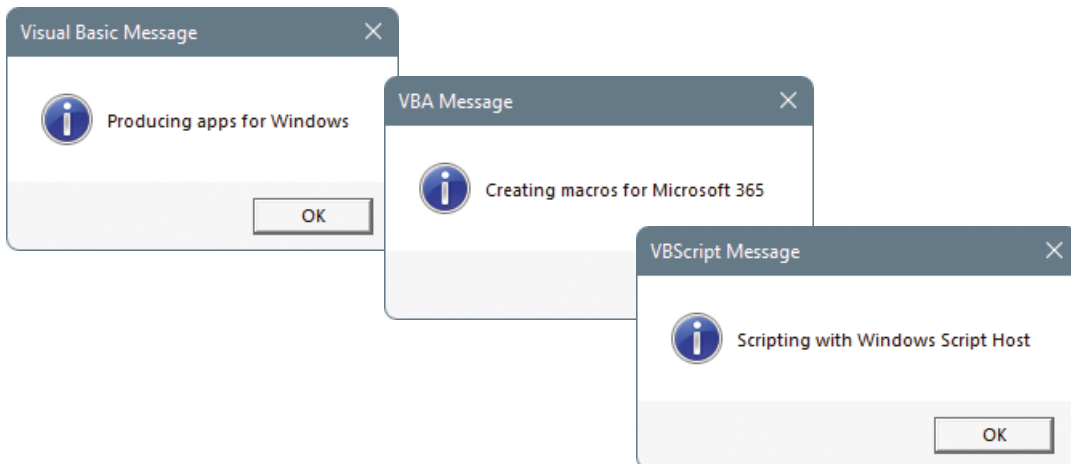 Visual Basic Message
Producing apps for Windows
OK
VBA Message
Creating macros for Microsoft 365
VBScript Message
Scripting with Windows Script Host
OK